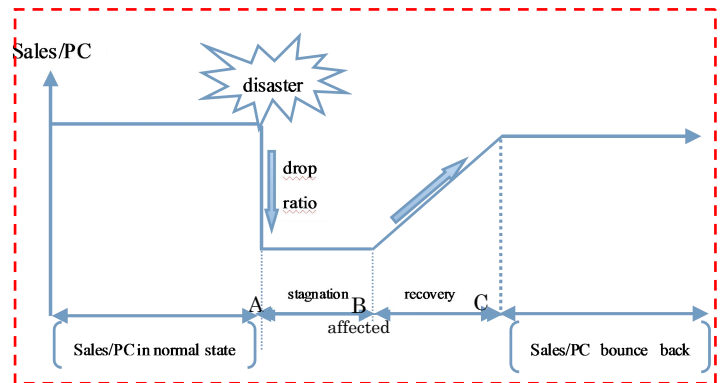 Sales/PC
disaster
drop
ratio
A
stagnation
B
recovery
C
affected
Sales/PC in normal state
Sales/PC bounce back